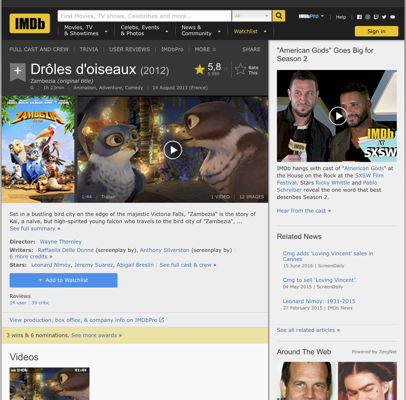 IMDb
Find Movies, TV shows, Celebrities and more...
All
IMDbPro
Help
Movies, TV
& Showtimes
Celebs, Events
& Photos
News &
Community
Watchlist
Sign in
FULL CAST AND CREW | TRIVIA | USER REVIEWS | IMDbPro | MORE
SHARE
Drôles d'oiseaux (2012)
Zambezia (original title)
G | 1h 23min | Animation, Adventure, Comedy | 14 August 2013 (France)
5,8
Rate
This
ZAMBEZIA
1:44 | Trailer
1 VIDEO | 12 IMAGES
Set in a bustling bird city on the edge of the majestic Victoria Falls, "Zambezia" is the story of
Kai, a naïve, but high-spirited young falcon who travels to the bird city of "Zambezia", ...
See full summary »
Director: Wayne Thornley
Writers: Raffaella Delle Donne (screenplay by), Anthony Silverston (screenplay by) |
6 more credits »
Stars: Leonard Nimoy, Jeremy Suarez, Abigail Breslin | See full cast & crew »
+ Add to Watchlist
Reviews
14 user | 39 critic
View production, box office, & company info on IMDbPro
3 wins & 6 nominations. See more awards »
Videos
01:44
"American Gods" Goes Big for
Season 2
IMDb
at
SXSW
IMDb hangs with cast of "American Gods" at
the House on the Rock at the SXSW Film
Festival. Stars Ricky Whittle and Pablo
Schreiber reveal the one word that best
describes Season 2.
Hear from the cast »
Related News
Cmg adds 'Loving Vincent' sales in
Cannes
15 June 2016 | ScreenDaily
Cmg to sell 'Loving Vincent'
04 May 2015 | ScreenDaily
Leonard Nimoy: 1931-2015
27 February 2015 | IMDb News
See all related articles »
Around The Web
Powered by ZergNet